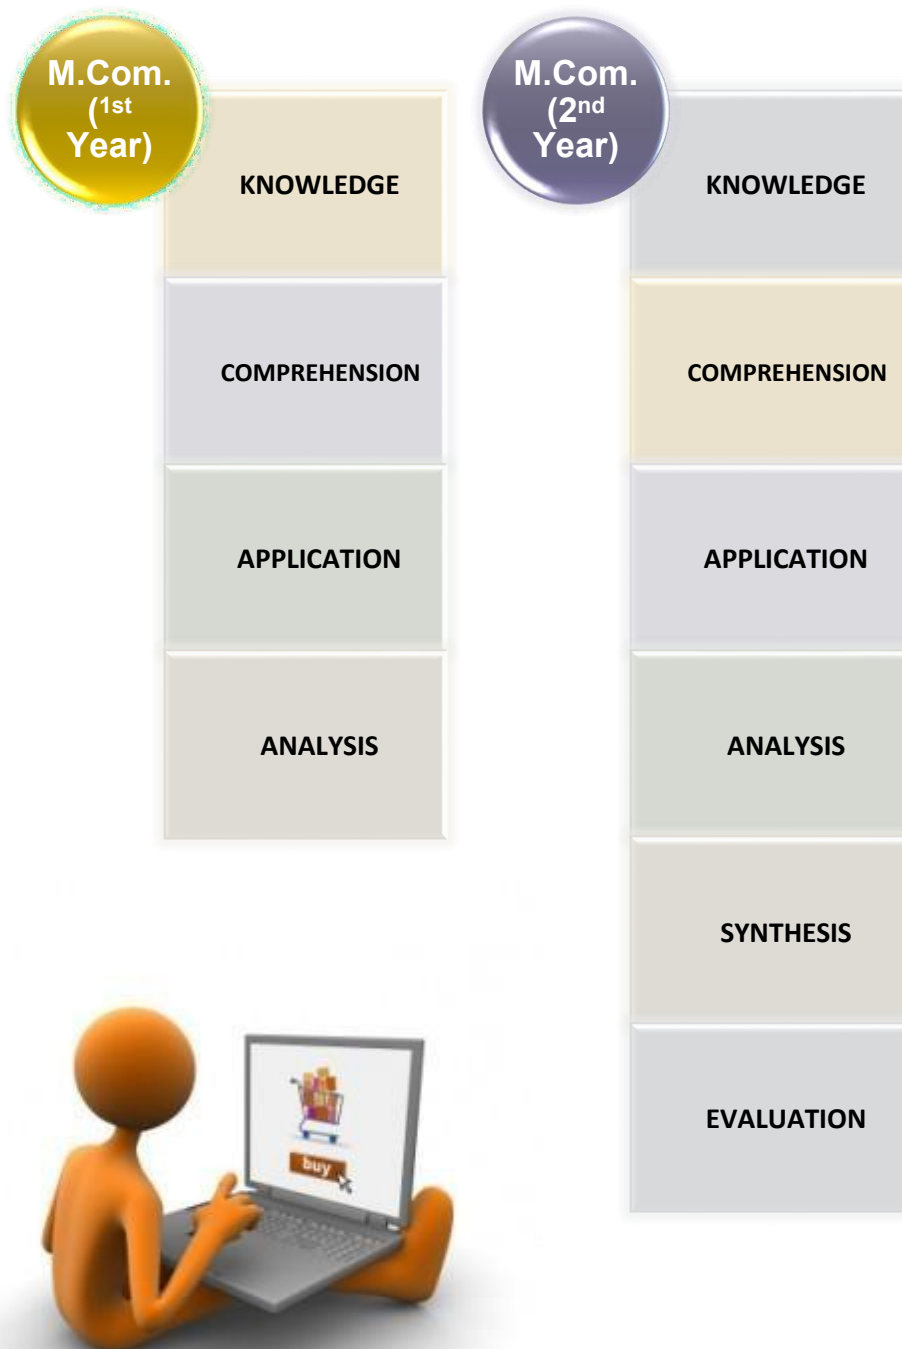 M.Com.
(1st
Year)
KNOWLEDGE
COMPREHENSION
APPLICATION
ANALYSIS
M.Com.
(2nd
Year)
KNOWLEDGE
COMPREHENSION
APPLICATION
ANALYSIS
SYNTHESIS
EVALUATION
buy